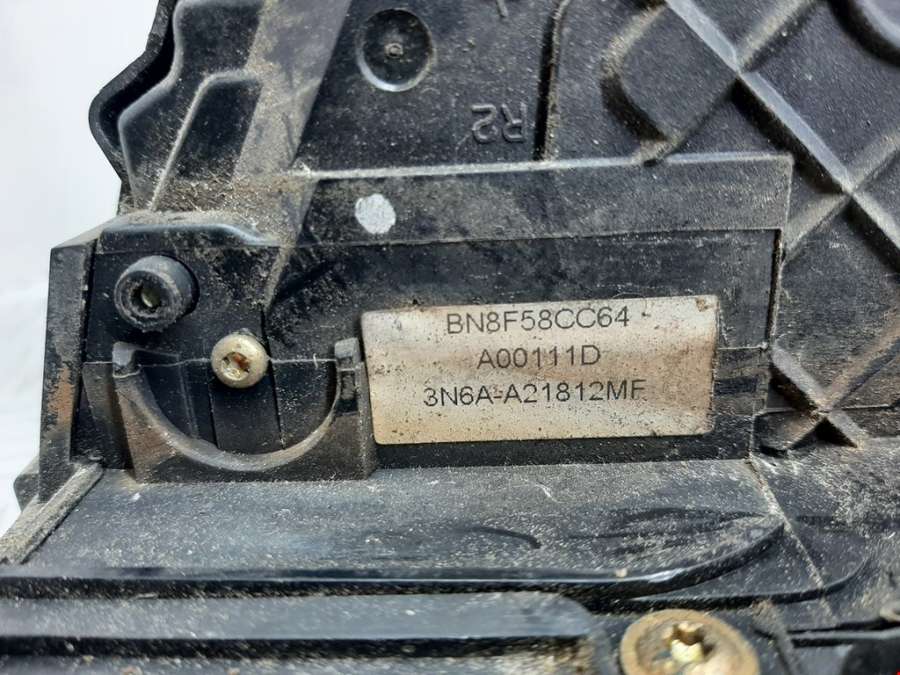 R2
BN8F58CC64
A00111D
3N6A-A21812MF